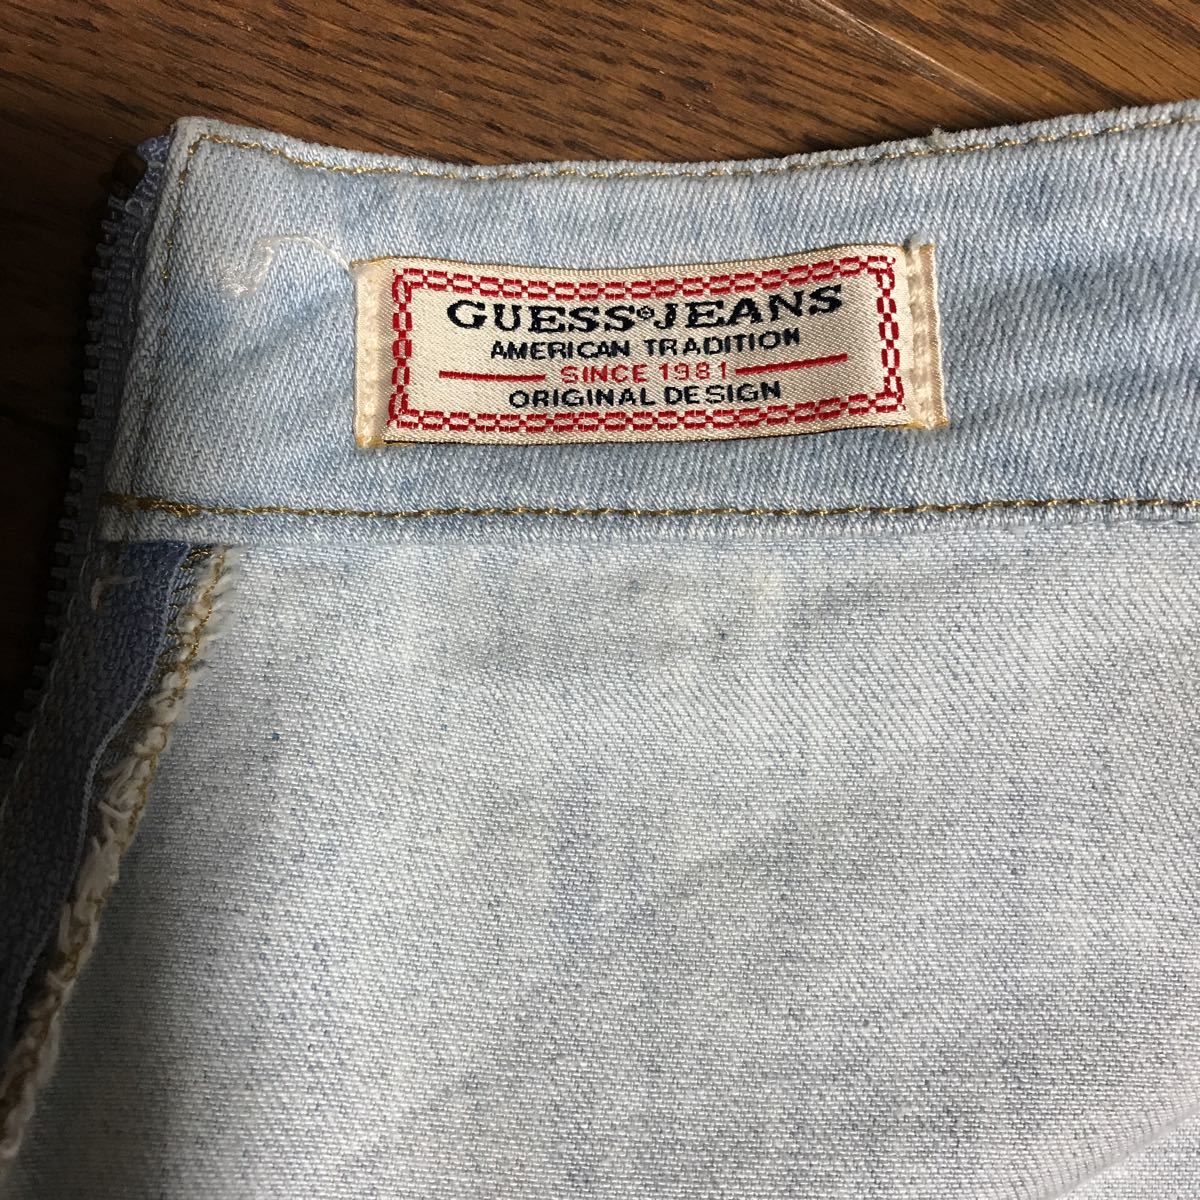 GUESS®JEANS
AMERICAN TRADITION
SINCE 1981
ORIGINAL DESIGN